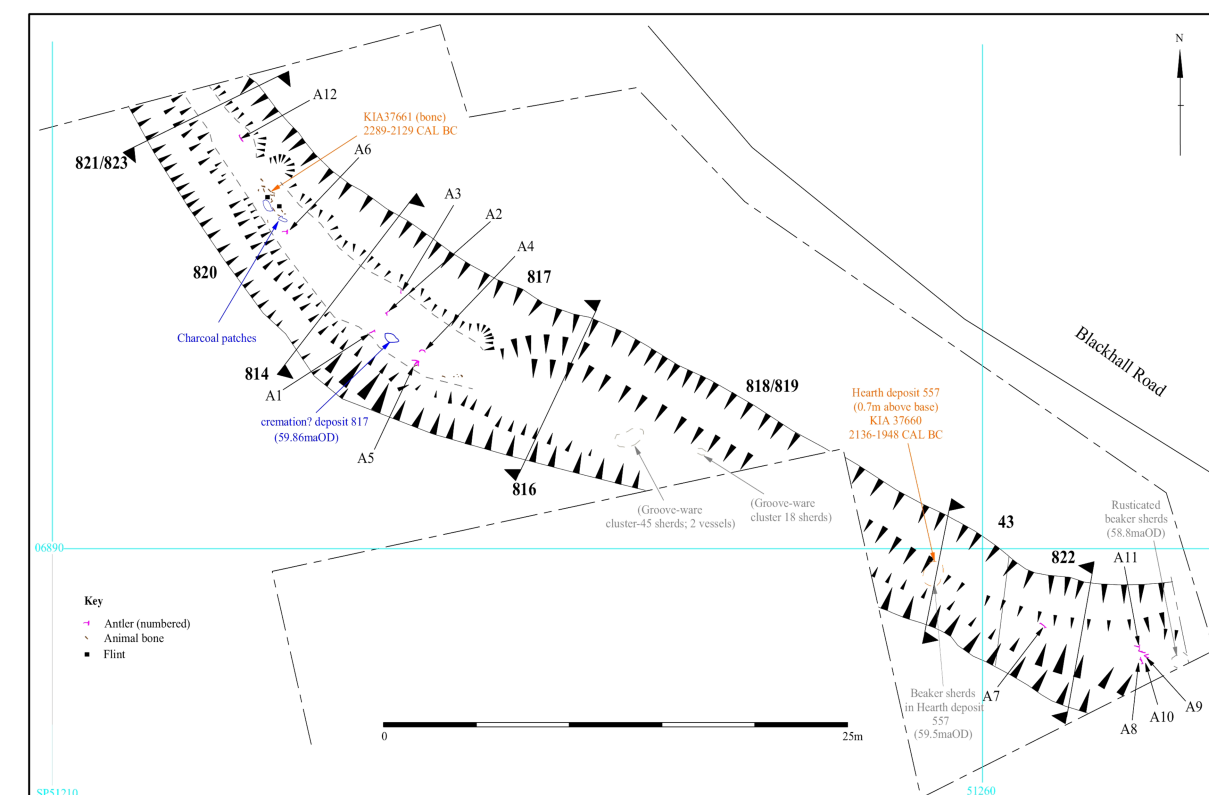 N
A12
KIA37661 (bone)
2289-2129 CAL BC
821/823
A6
A3
A2
A4
820
817
Charcoal patches
814
A1
cremation? deposit 817
(59.86maOD)
A5
816
818/819
Blackhall Road
Hearth deposit 557
(0.7m above base)
KIA 37660
2136-1948 CAL BC
(Groove-ware
cluster-45 sherds; 2 vessels)
(Groove-ware
cluster 18 sherds)
43
822
A11
Rusticated
beaker sherds
(58.8maOD)
06890
Key
Antler (numbered)
Animal bone
Flint
Beaker sherds
in Hearth deposit
557
(59.5maOD)
A7
A8
A10
A9
0
25m
SP51210
51260